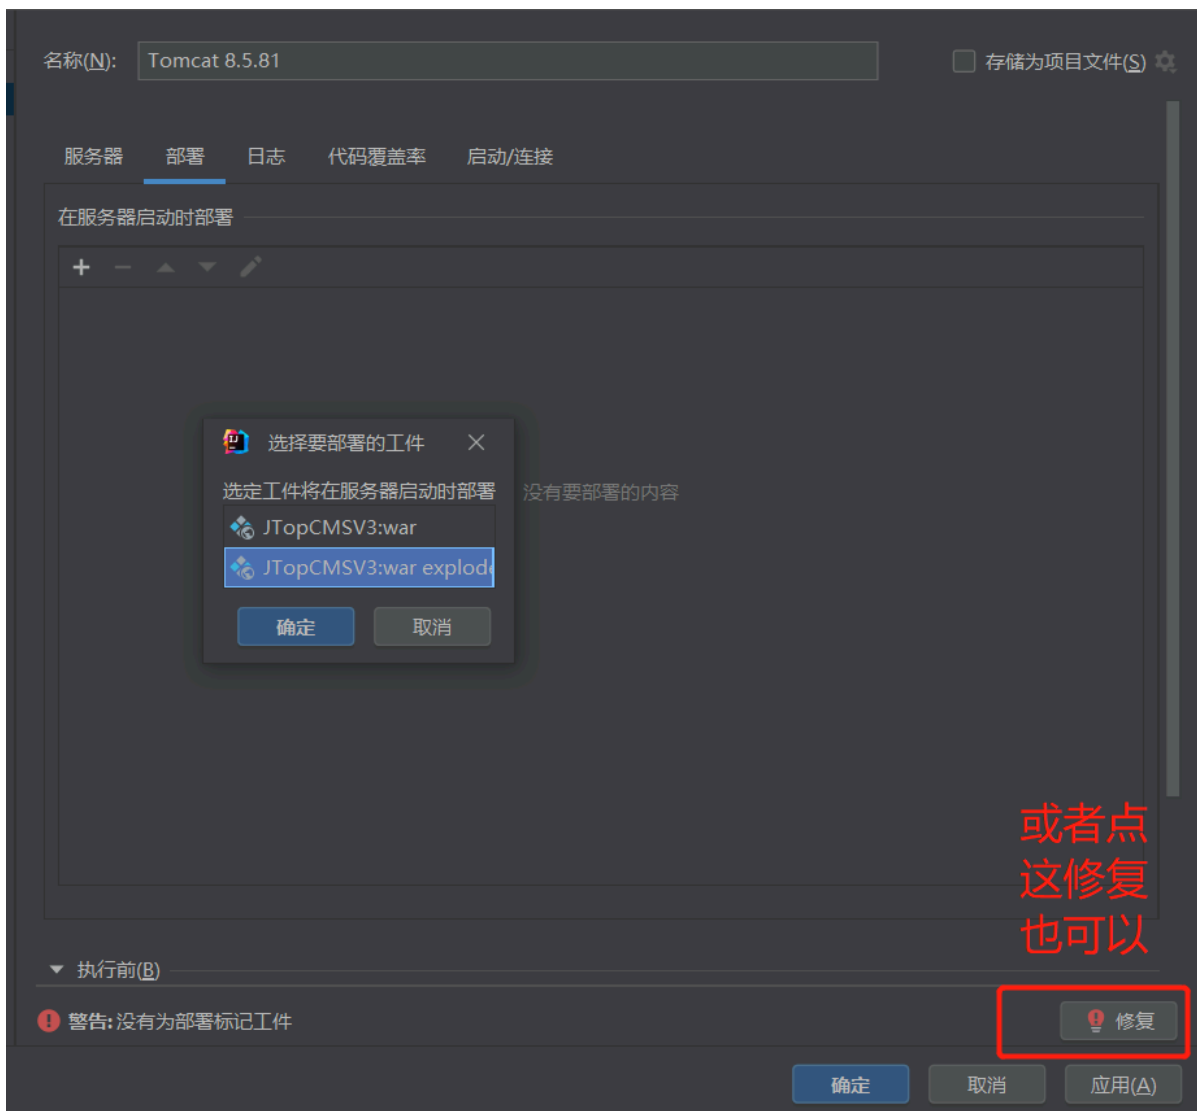 名称(N): Tomcat 8.5.81 存储为项目文件(S)
服务器 部署 日志 代码覆盖率 启动/连接
在服务器启动时部署
选择要部署的工件
选定工件将在服务器启动时部署 没有要部署的内容
JTopCMSV3:war
JTopCMSV3:war explode
确定 取消
或者点
这修复
也可以
执行前(B)
警告: 没有为部署标记工件 修复
确定 取消 应用(A)